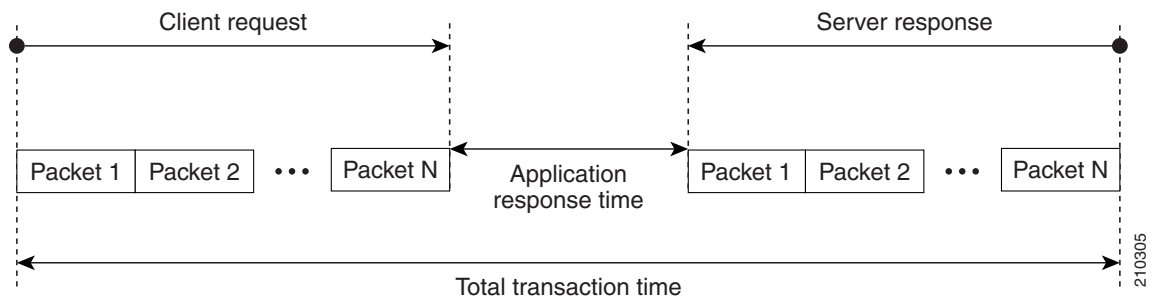 Client request
Server response
Packet 1 Packet 2 ••• Packet N
Application
response time
Packet 1 Packet 2 ••• Packet N
Total transaction time
210305